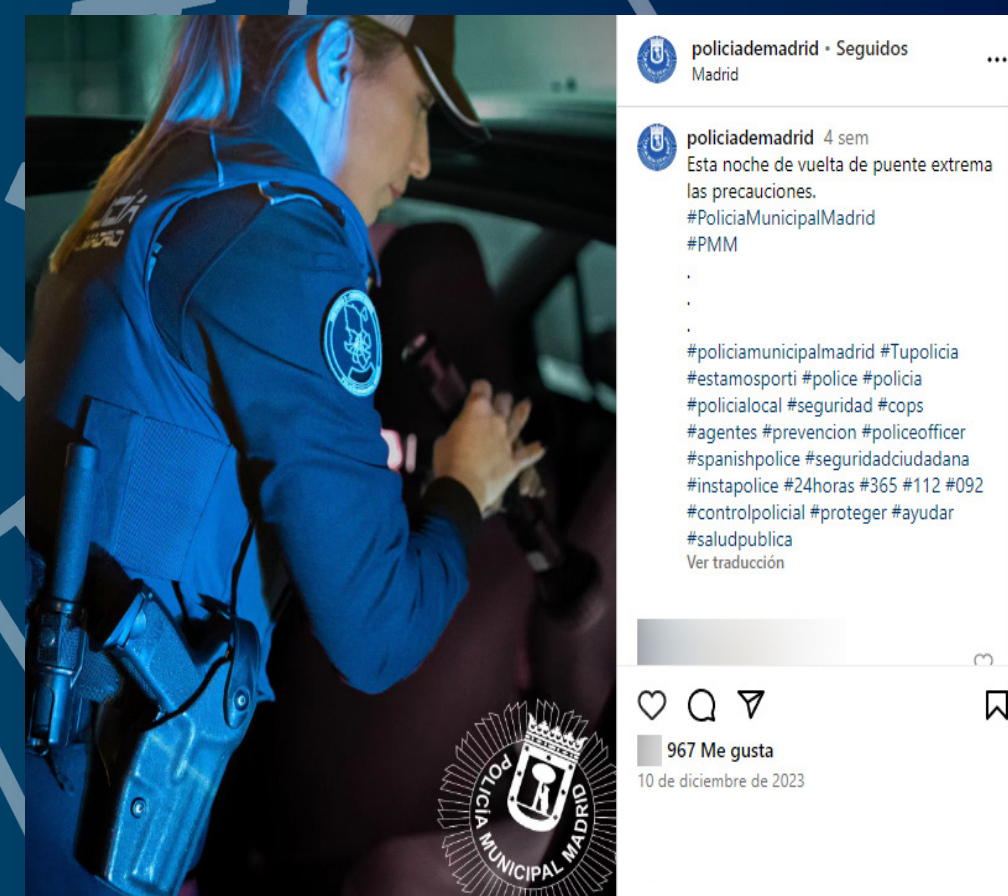 policiademadrid • Seguidos
Madrid
policiademadrid 4 sem
Esta noche de vuelta de puente extrema
las precauciones.
#PoliciaMunicipalMadrid
#PMM
.
.
.
#policiamunicipalmadrid #Tupolicia
#estamosporti #police #policia
#policialocal #seguridad #cops
#agentes #prevencion #policeofficer
#spanishpolice #seguridadciudadana
#instapolice #24horas #365 #112 #092
#controlpolicial #proteger #ayudar
#saludpublica
Ver traducción
967 Me gusta
10 de diciembre de 2023
POLICÍA MUNICIPAL MADRID